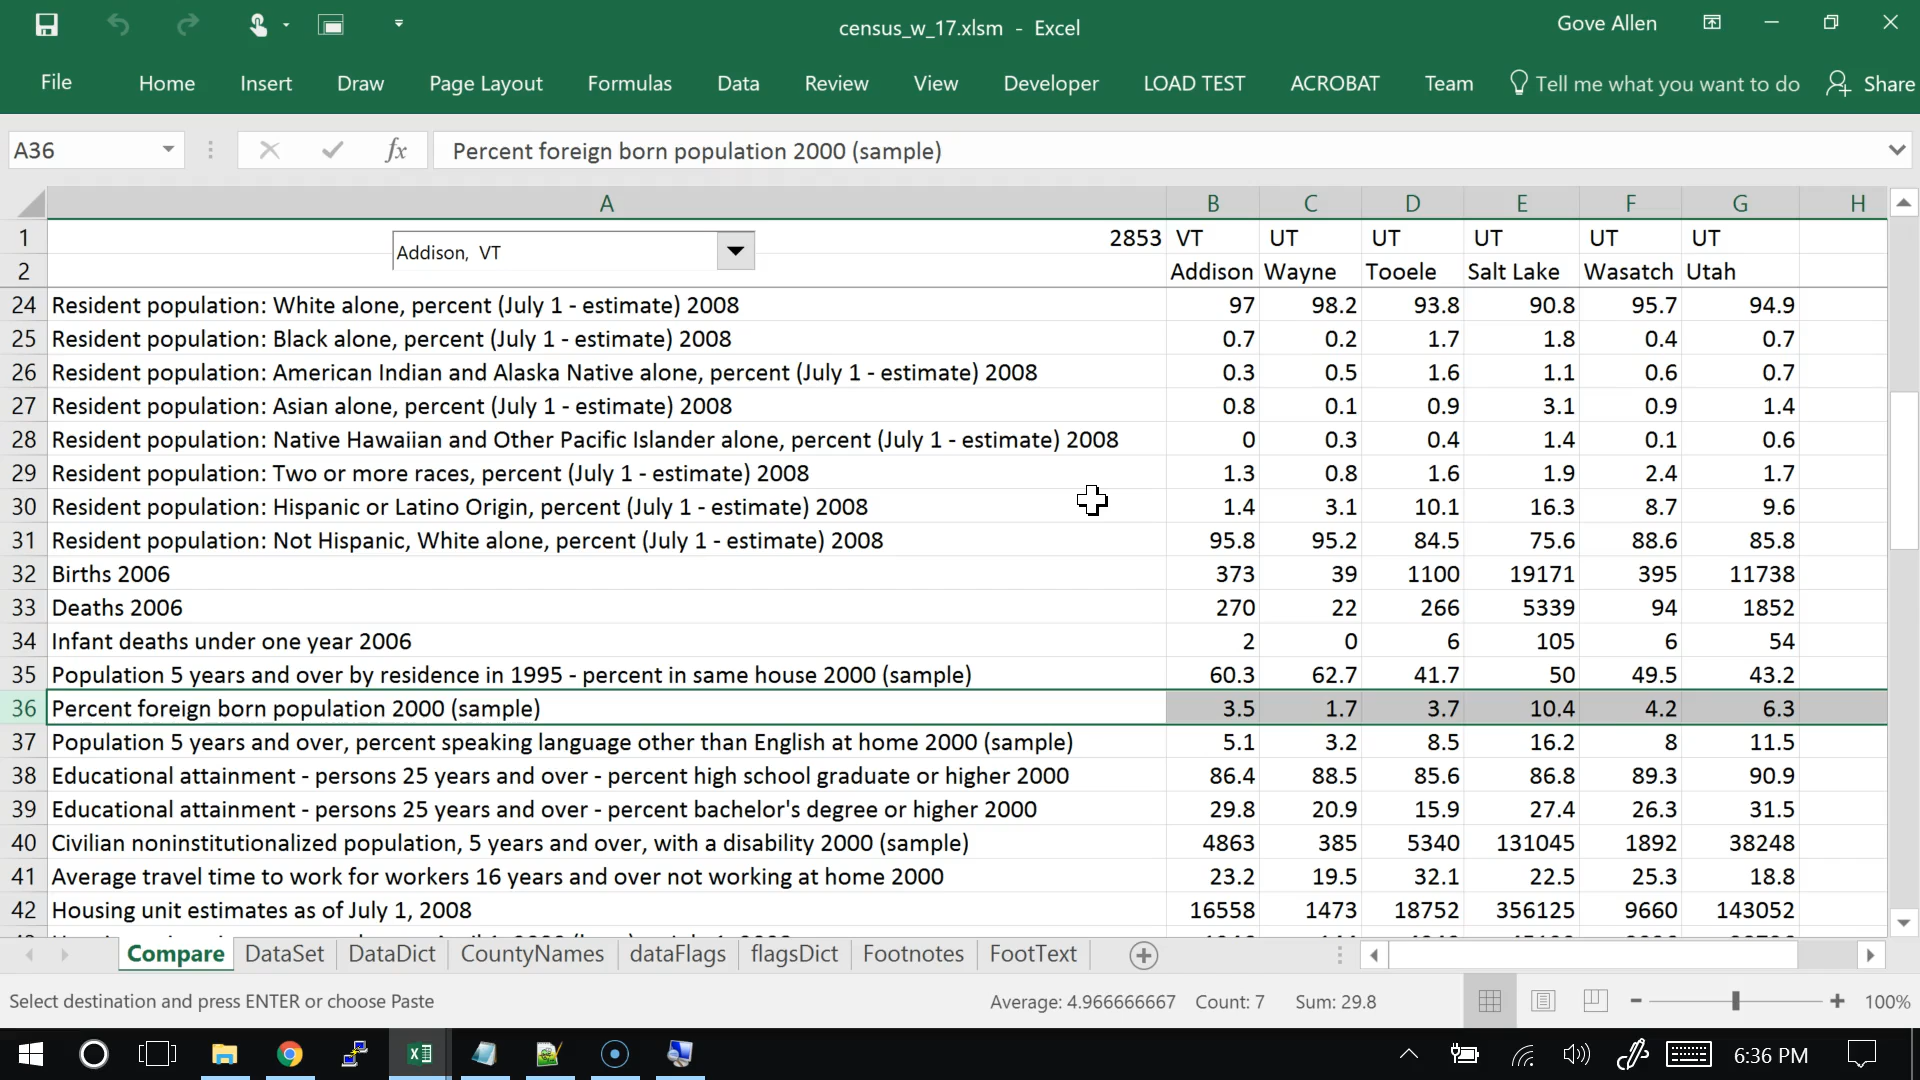 census_w_17.xlsm - Excel
Gove Allen
File Home Insert Draw Page Layout Formulas Data Review View Developer LOAD TEST ACROBAT Team Tell me what you want to do Share
A36 fx Percent foreign born population 2000 (sample)
A B C D E F G H
1 Addison, VT 2853 VT UT UT UT UT UT
2 Addison Wayne Tooele Salt Lake Wasatch Utah
24 Resident population: White alone, percent (July 1 - estimate) 2008 97 98.2 93.8 90.8 95.7 94.9
25 Resident population: Black alone, percent (July 1 - estimate) 2008 0.7 0.2 1.7 1.8 0.4 0.7
26 Resident population: American Indian and Alaska Native alone, percent (July 1 - estimate) 2008 0.3 0.5 1.6 1.1 0.6 0.7
27 Resident population: Asian alone, percent (July 1 - estimate) 2008 0.8 0.1 0.9 3.1 0.9 1.4
28 Resident population: Native Hawaiian and Other Pacific Islander alone, percent (July 1 - estimate) 2008 0 0.3 0.4 1.4 0.1 0.6
29 Resident population: Two or more races, percent (July 1 - estimate) 2008 1.3 0.8 1.6 1.9 2.4 1.7
30 Resident population: Hispanic or Latino Origin, percent (July 1 - estimate) 2008 1.4 3.1 10.1 16.3 8.7 9.6
31 Resident population: Not Hispanic, White alone, percent (July 1 - estimate) 2008 95.8 95.2 84.5 75.6 88.6 85.8
32 Births 2006 373 39 1100 19171 395 11738
33 Deaths 2006 270 22 266 5339 94 1852
34 Infant deaths under one year 2006 2 0 6 105 6 54
35 Population 5 years and over by residence in 1995 - percent in same house 2000 (sample) 60.3 62.7 41.7 50 49.5 43.2
36 Percent foreign born population 2000 (sample) 3.5 1.7 3.7 10.4 4.2 6.3
37 Population 5 years and over, percent speaking language other than English at home 2000 (sample) 5.1 3.2 8.5 16.2 8 11.5
38 Educational attainment - persons 25 years and over - percent high school graduate or higher 2000 86.4 88.5 85.6 86.8 89.3 90.9
39 Educational attainment - persons 25 years and over - percent bachelor's degree or higher 2000 29.8 20.9 15.9 27.4 26.3 31.5
40 Civilian noninstitutionalized population, 5 years and over, with a disability 2000 (sample) 4863 385 5340 131045 1892 38248
41 Average travel time to work for workers 16 years and over not working at home 2000 23.2 19.5 32.1 22.5 25.3 18.8
42 Housing unit estimates as of July 1, 2008 16558 1473 18752 356125 9660 143052
Compare DataSet DataDict CountyNames dataFlags flagsDict Footnotes FootText
Select destination and press ENTER or choose Paste Average: 4.966666667 Count: 7 Sum: 29.8 100%
6:36 PM